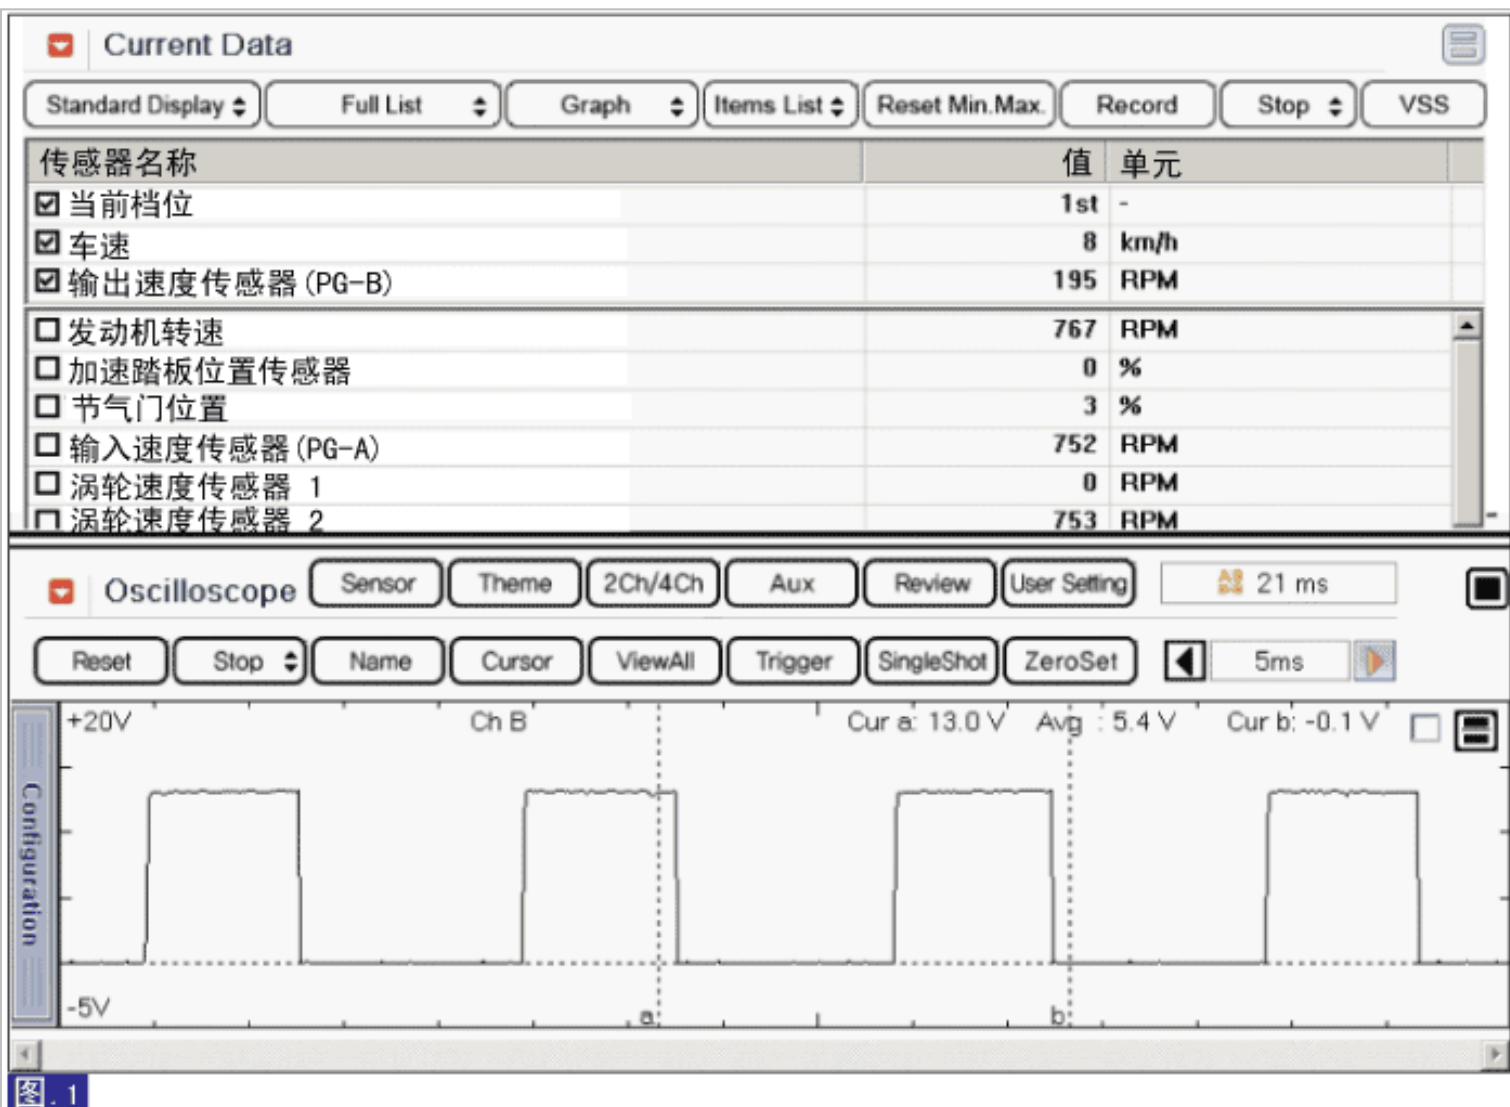 Current Data
Standard Display Full List Graph Items List Reset Min.Max. Record Stop VSS
传感器名称 值 单元
当前档位 1st -
车速 8 km/h
输出速度传感器(PG-B) 195 RPM
发动机转速 767 RPM
加速踏板位置传感器 0 %
节气门位置 3 %
输入速度传感器(PG-A) 752 RPM
涡轮速度传感器 1 0 RPM
涡轮速度传感器 2 753 RPM
Oscilloscope Sensor Theme 2Ch/4Ch Aux Review User Setting 21 ms
Reset Stop Name Cursor ViewAll Trigger SingleShot ZeroSet 5ms
+20V Ch B Cur a: 13.0 V Avg : 5.4 V Cur b: -0.1 V
Configuration
-5V a b
图.1